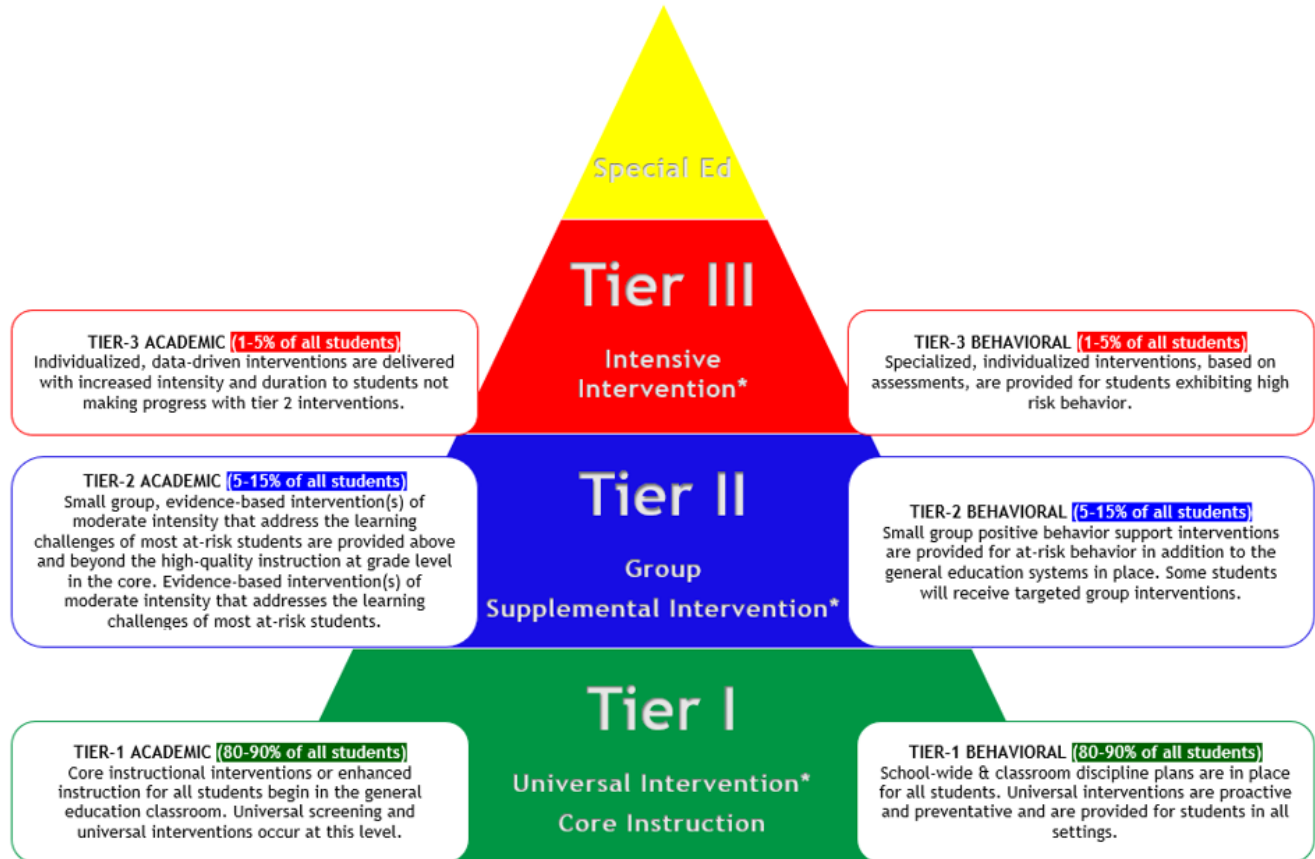 Special Ed
Tier III
Intensive
Intervention*
TIER-3 ACADEMIC (1-5% of all students)
Individualized, data-driven interventions are delivered
with increased intensity and duration to students not
making progress with tier 2 interventions.
TIER-3 BEHAVIORAL (1-5% of all students)
Specialized, individualized interventions, based on
assessments, are provided for students exhibiting high
risk behavior.
Tier II
Group
Supplemental Intervention*
TIER-2 ACADEMIC (5-15% of all students)
Small group, evidence-based intervention(s) of
moderate intensity that address the learning
challenges of most at-risk students are provided above
and beyond the high-quality instruction at grade level
in the core. Evidence-based intervention(s) of
moderate intensity that addresses the learning
challenges of most at-risk students.
TIER-2 BEHAVIORAL (5-15% of all students)
Small group positive behavior support interventions
are provided for at-risk behavior in addition to the
general education systems in place. Some students
will receive targeted group interventions.
Tier I
Universal Intervention*
Core Instruction
TIER-1 ACADEMIC (80-90% of all students)
Core instructional interventions or enhanced
instruction for all students begin in the general
education classroom. Universal screening and
universal interventions occur at this level.
TIER-1 BEHAVIORAL (80-90% of all students)
School-wide & classroom discipline plans are in place
for all students. Universal interventions are proactive
and preventative and are provided for students in all
settings.